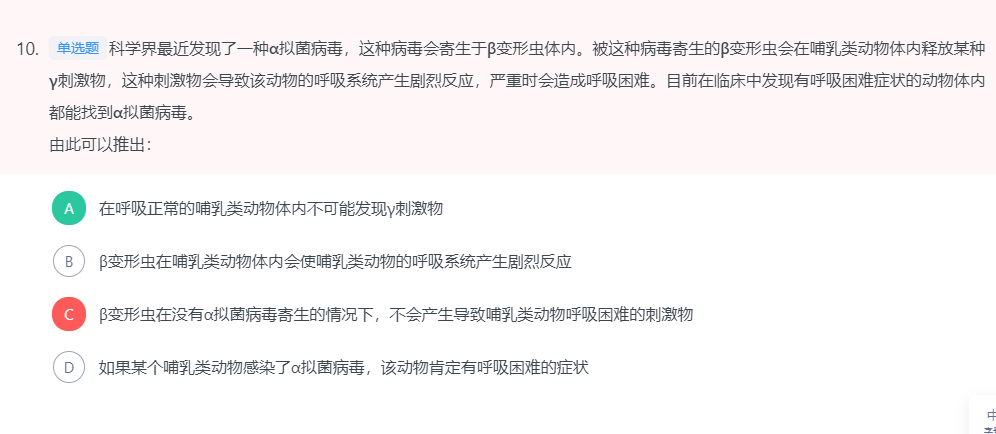 10. 单选题 科学界最近发现了一种α拟菌病毒，这种病毒会寄生于β变形虫体内。被这种病毒寄生的β变形虫会在哺乳类动物体内释放某种
γ刺激物，这种刺激物会导致该动物的呼吸系统产生剧烈反应，严重时会造成呼吸困难。目前在临床中发现有呼吸困难症状的动物体内
都能找到α拟菌病毒。
由此可以推出：
A 在呼吸正常的哺乳类动物体内不可能发现γ刺激物
B β变形虫在哺乳类动物体内会使哺乳类动物的呼吸系统产生剧烈反应
C β变形虫在没有α拟菌病毒寄生的情况下，不会产生导致哺乳类动物呼吸困难的刺激物
D 如果某个哺乳类动物感染了α拟菌病毒，该动物肯定有呼吸困难的症状